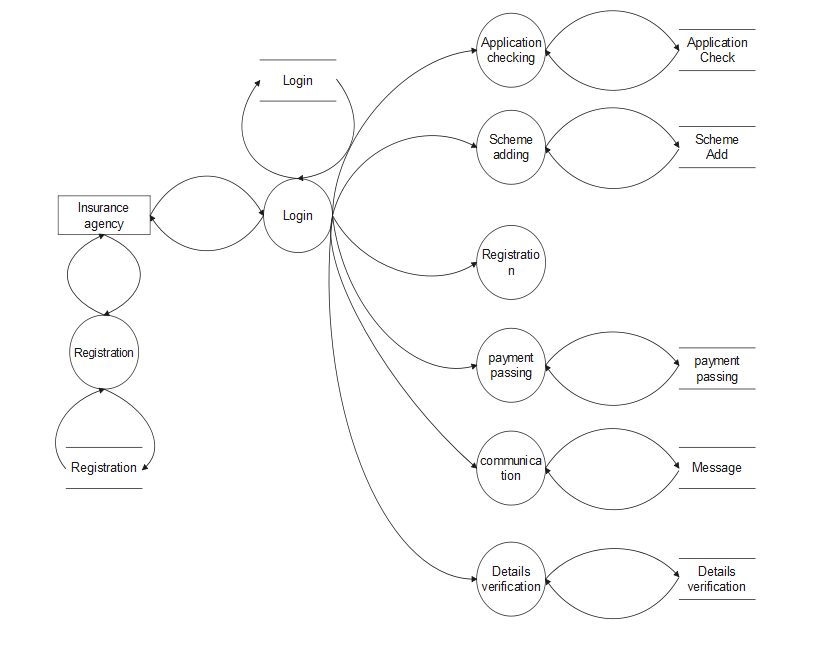 Application
checking
Application
Check
Login
Scheme
adding
Scheme
Add
Insurance
agency
Login
Registratio
n
Registration
payment
passing
payment
passing
Registration
communica
tion
Message
Details
verification
Details
verification